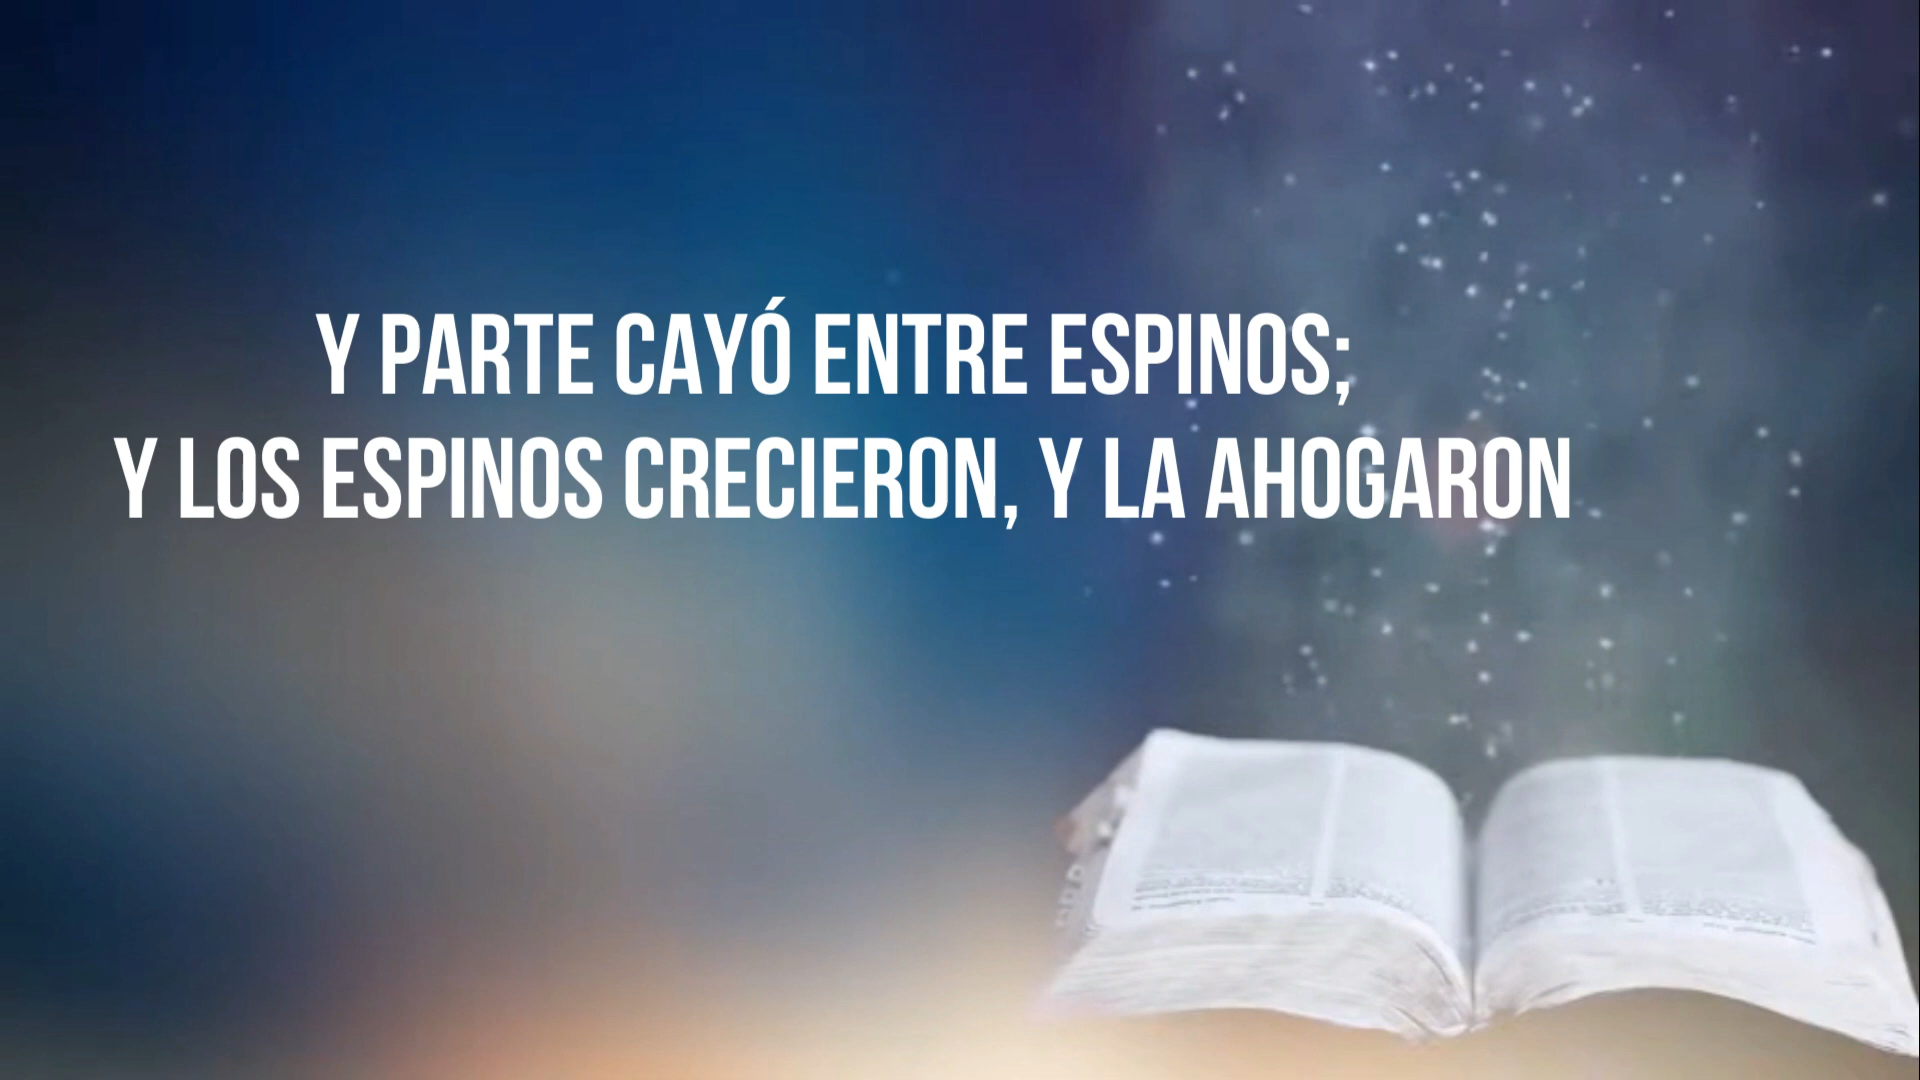 Y PARTE CAYÓ ENTRE ESPINOS;
Y LOS ESPINOS CRECIERON, Y LA AHOGARON